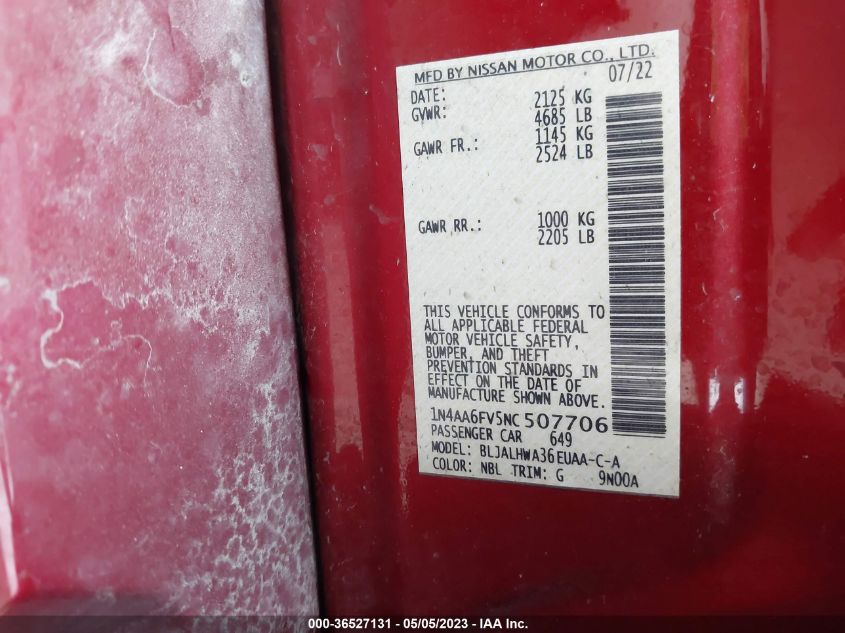 MFD BY NISSAN MOTOR CO., LTD.
DATE: 07/22
GVWR: 2125 KG
4685 LB
GAWR FR.: 1145 KG
2524 LB
GAWR RR.: 1000 KG
2205 LB
THIS VEHICLE CONFORMS TO
ALL APPLICABLE FEDERAL
MOTOR VEHICLE SAFETY,
BUMPER, AND THEFT
PREVENTION STANDARDS IN
EFFECT ON THE DATE OF
MANUFACTURE SHOWN ABOVE.
1N4AA6FV5NC507706
PASSENGER CAR 649
MODEL: BLJALHWA36EUAA-C-A
COLOR: NBL TRIM: G 9N00A
000-36527131 - 05/05/2023 - IAA Inc.